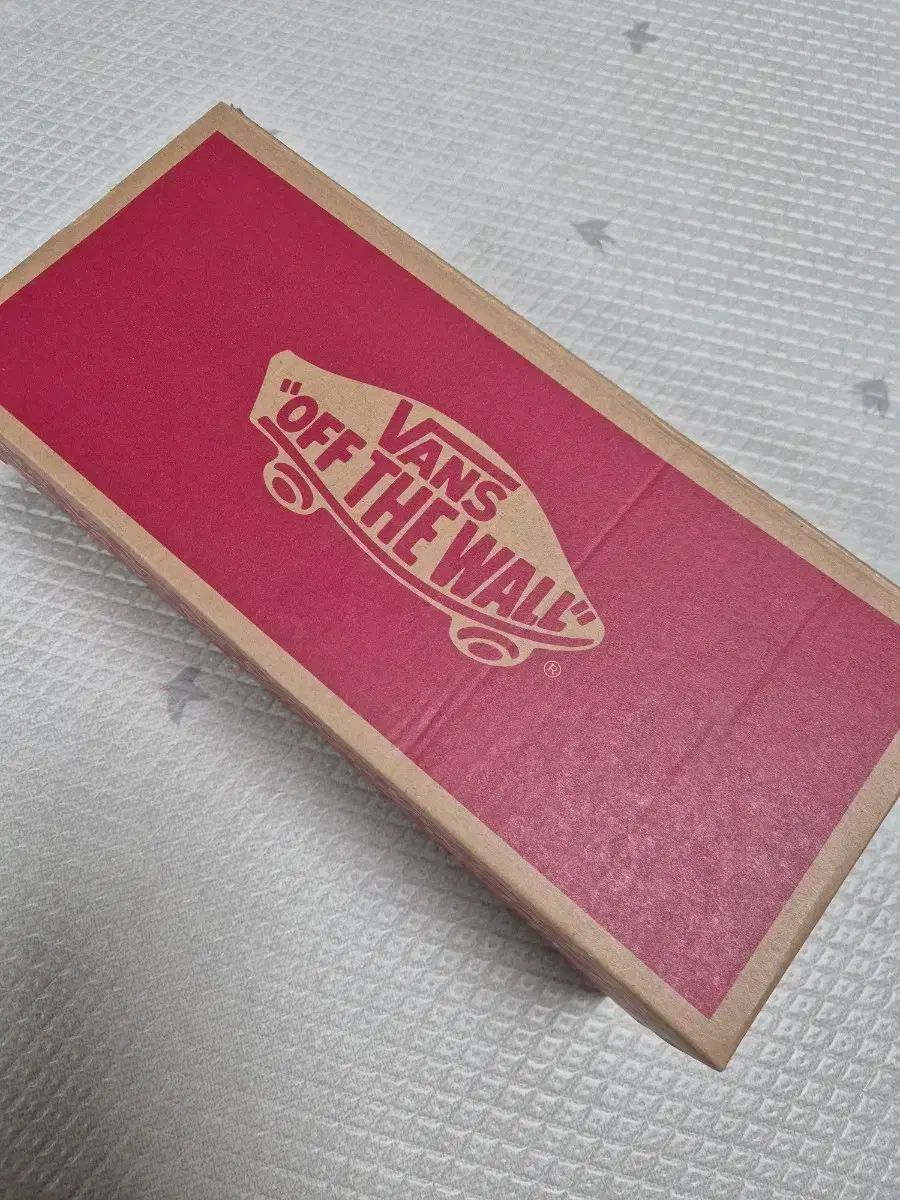 VANS
"OFF THE WALL"
®